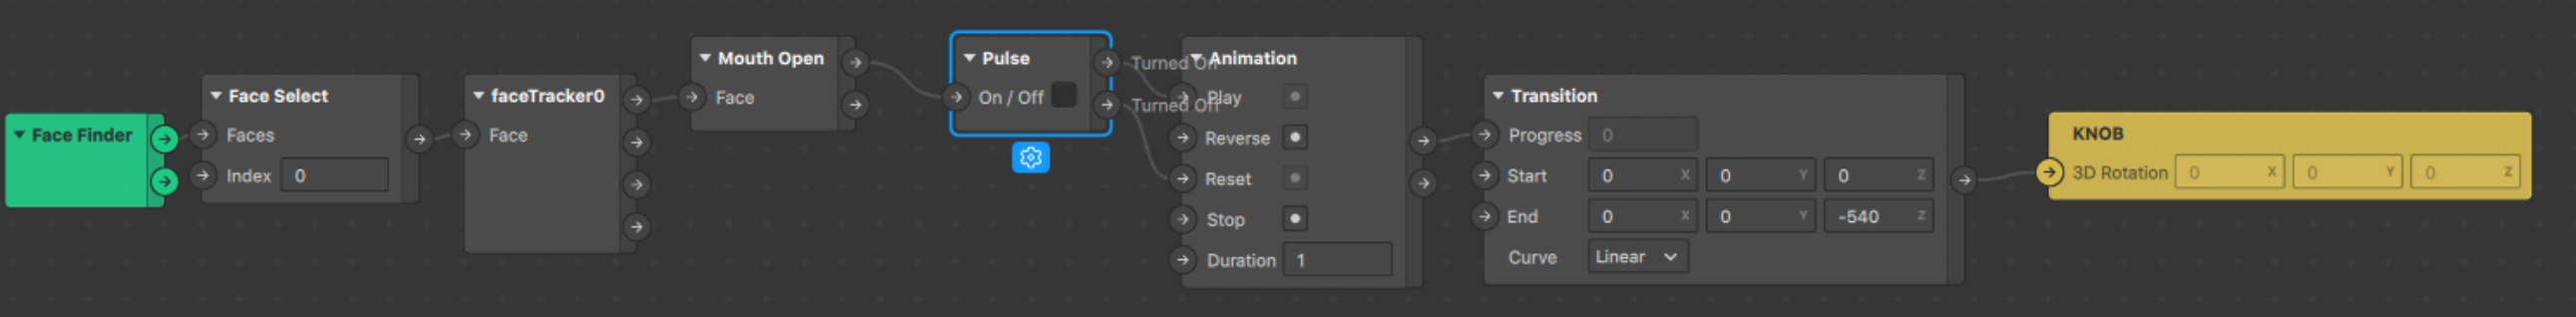 Face Finder
Face Select
Faces
Index 0
faceTracker0
Face
Mouth Open
Face
Pulse
On / Off
Turned On
Turned Off
Animation
Play
Reverse
Reset
Stop
Duration 1
Transition
Progress 0
Start 0 X 0 Y 0 Z
End 0 X 0 Y -540 Z
Curve Linear
KNOB
3D Rotation 0 X 0 Y 0 Z